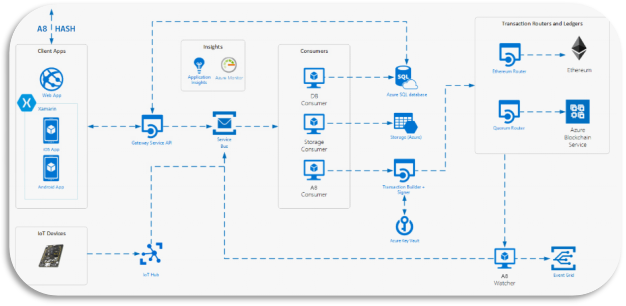 A8 HASH
Client Apps
Web App
Xamarin
iOS App
Android App
IoT Devices
IoT Hub
Gateway Service API
Service
Bus
Insights
Application
Insights
Azure Monitor
Consumers
DB
Consumer
Storage
Consumer
A8
Consumer
Azure SQL database
SQL
Storage (Azure)
Transaction Builder +
Signer
Azure Key Vault
Transaction Routers and Ledgers
Ethereum Router
Ethereum
Quorum Router
Azure
Blockchain
Service
A8
Watcher
Event Grid